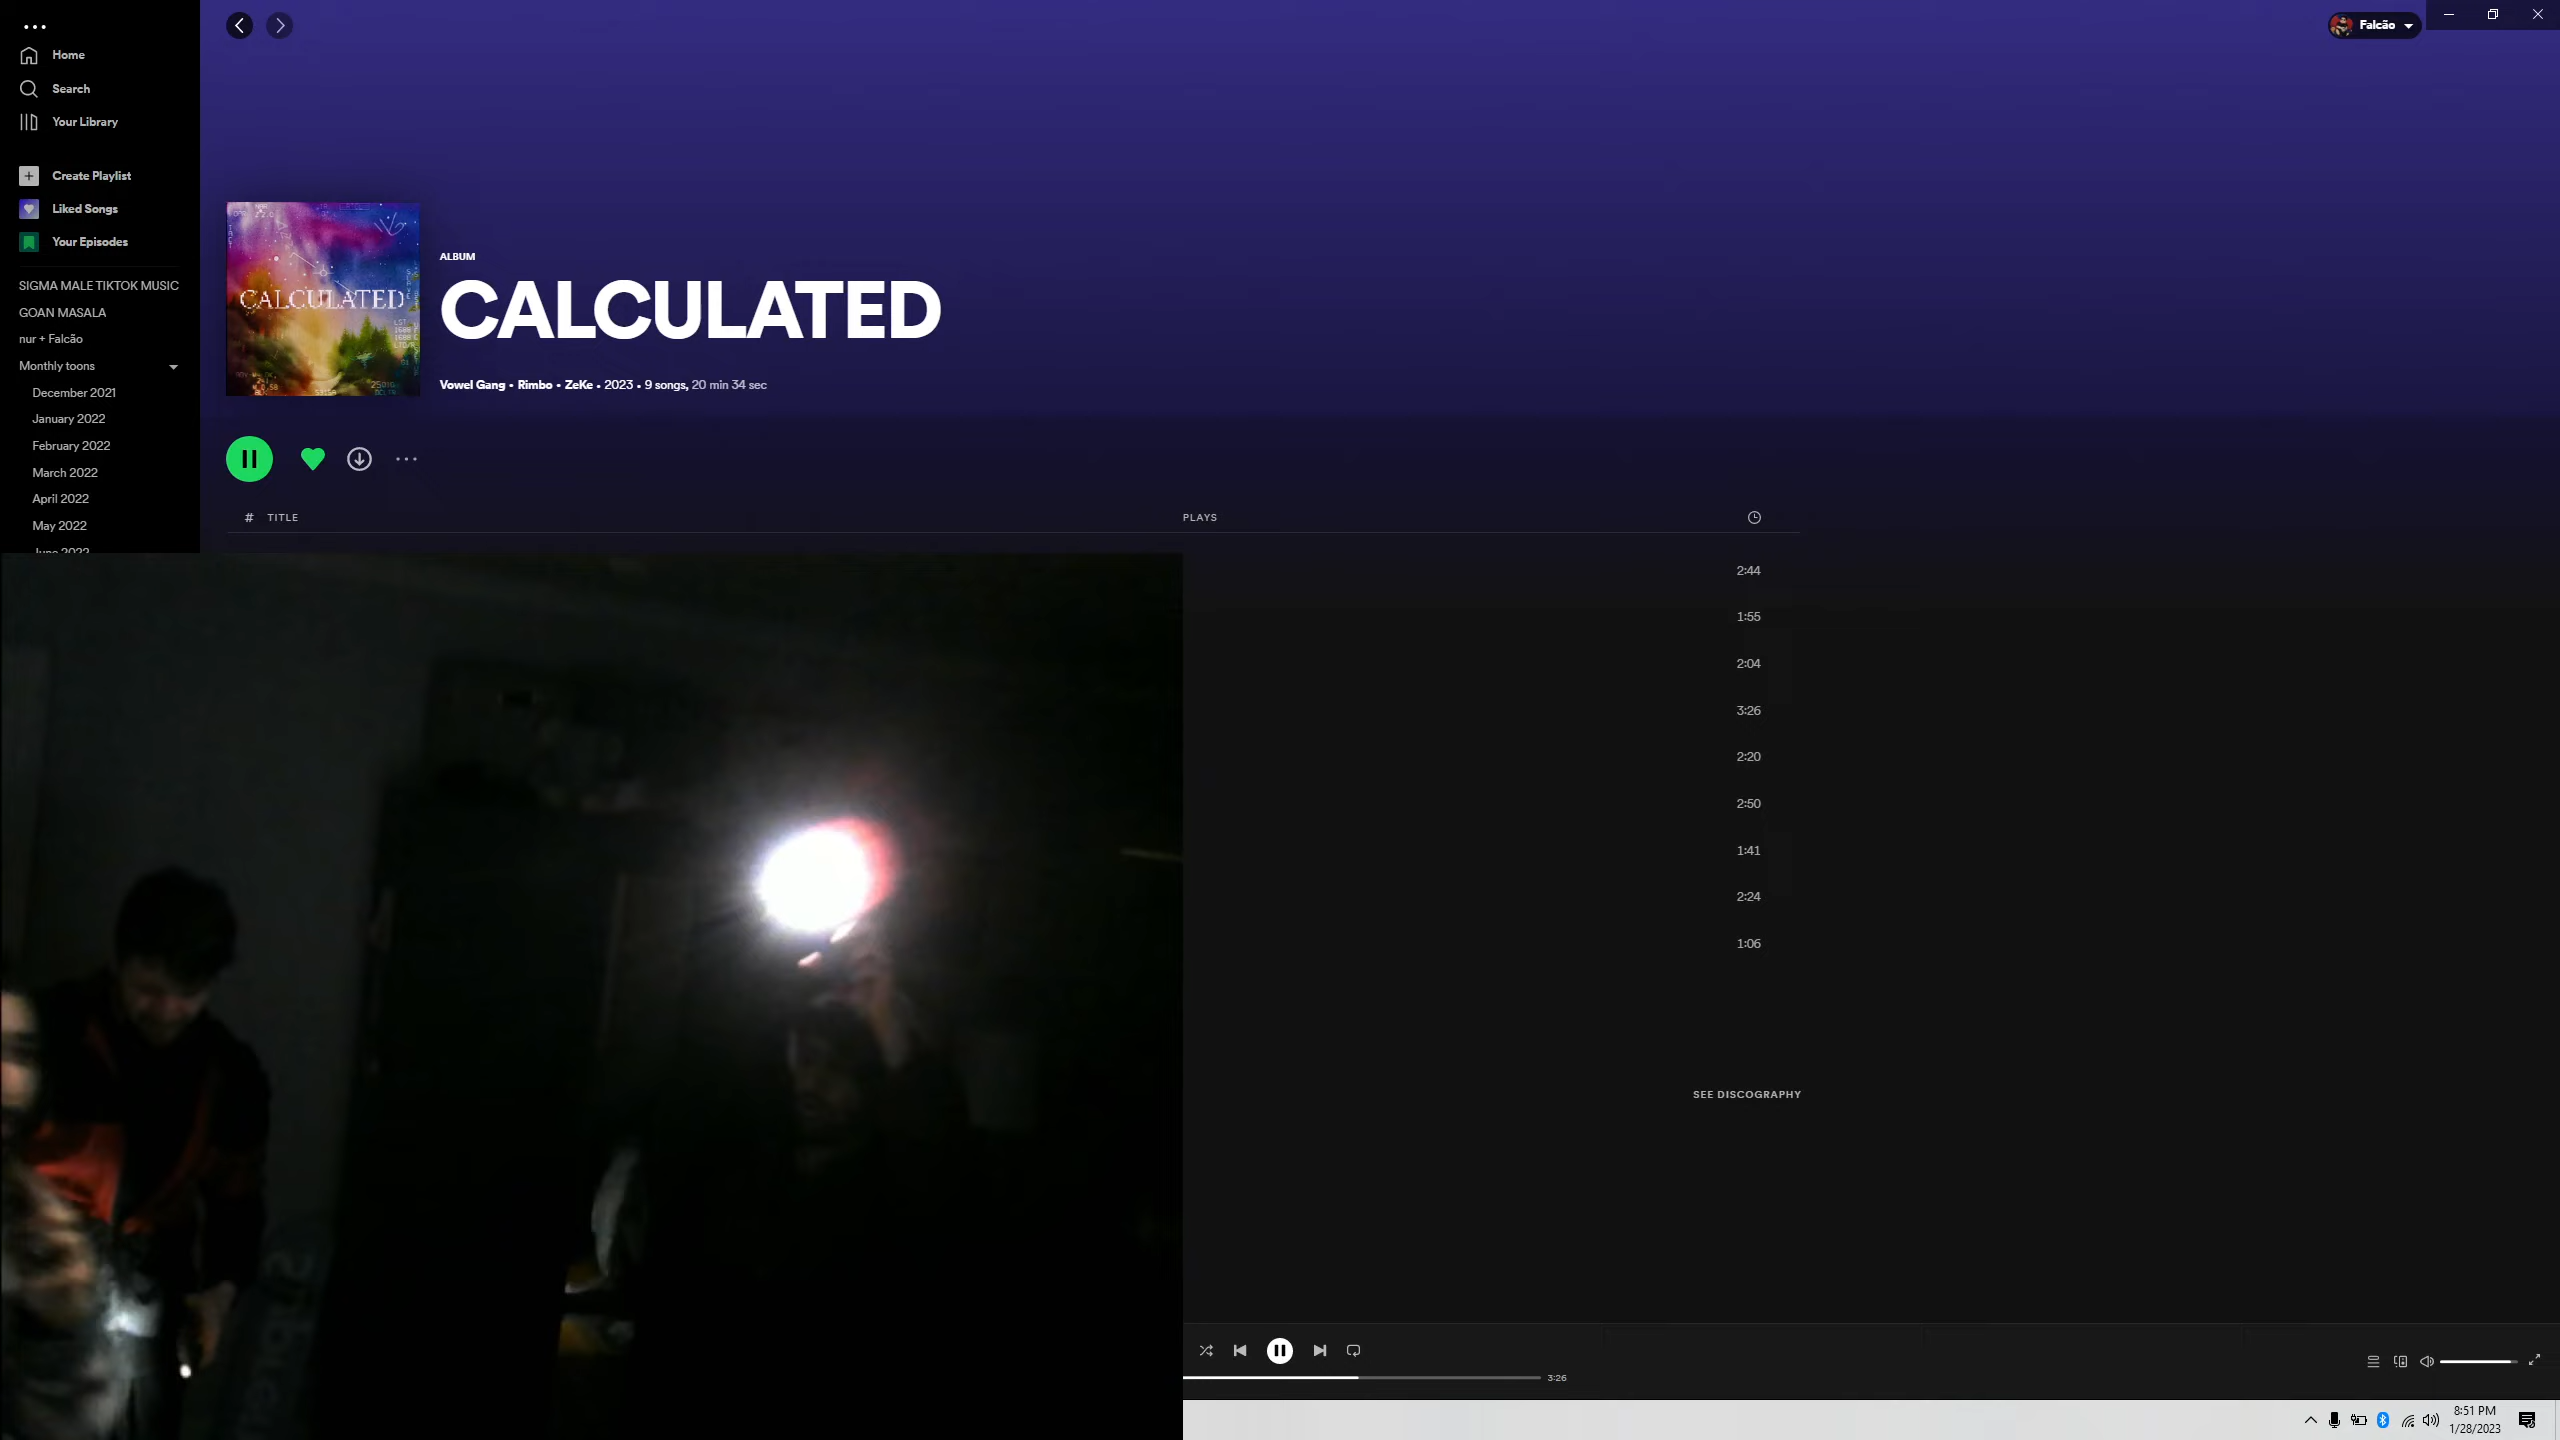 Home
Falcão
Search
Your Library
Create Playlist
Liked Songs
Your Episodes
SIGMA MALE TIKTOK MUSIC
GOAN MASALA
nur + Falcão
Monthly toons
December 2021
January 2022
February 2022
March 2022
April 2022
May 2022
June 2022
CALCULATED
ALBUM
CALCULATED
Vowel Gang • Rimbo • ZeKe • 2023 • 9 songs, 20 min 34 sec
# TITLE PLAYS
2:44
1:55
2:04
3:26
2:20
2:50
1:41
2:24
1:06
SEE DISCOGRAPHY
3:26
8:51 PM
1/28/2023